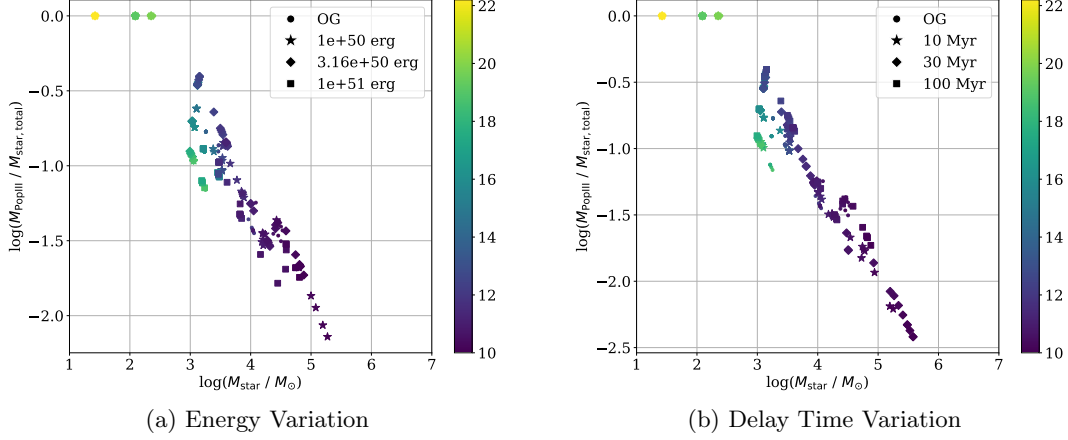 0.0
−0.5
−1.0
−1.5
−2.0
log(M_PopIII / M_star, total)
1 2 3 4 5 6 7
log(M_star / M_⊙)
OG
1e+50 erg
3.16e+50 erg
1e+51 erg
22
20
18
16
14
12
10
(a) Energy Variation
0.0
−0.5
−1.0
−1.5
−2.0
−2.5
log(M_PopIII / M_star, total)
1 2 3 4 5 6 7
log(M_star / M_⊙)
OG
10 Myr
30 Myr
100 Myr
22
20
18
16
14
12
10
(b) Delay Time Variation